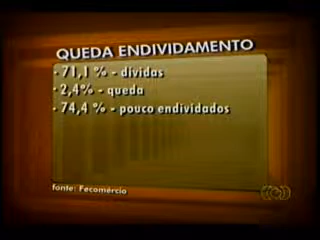 QUEDA ENDIVIDAMENTO
· 71,1 % - dívidas
· 2,4% - queda
· 74,4 % - pouco endividados
fonte: Fecomércio